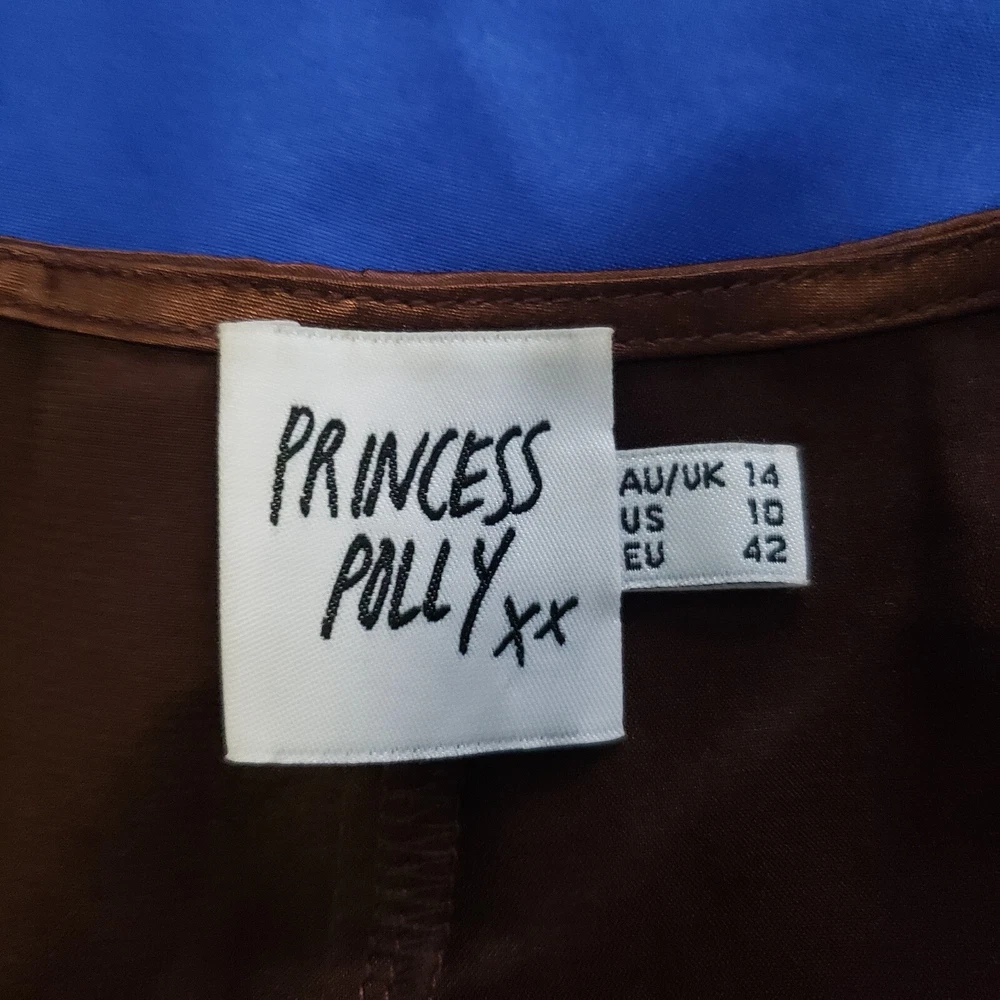 PRINCESS
POLLY xx
AU/UK 14
US 10
EU 42